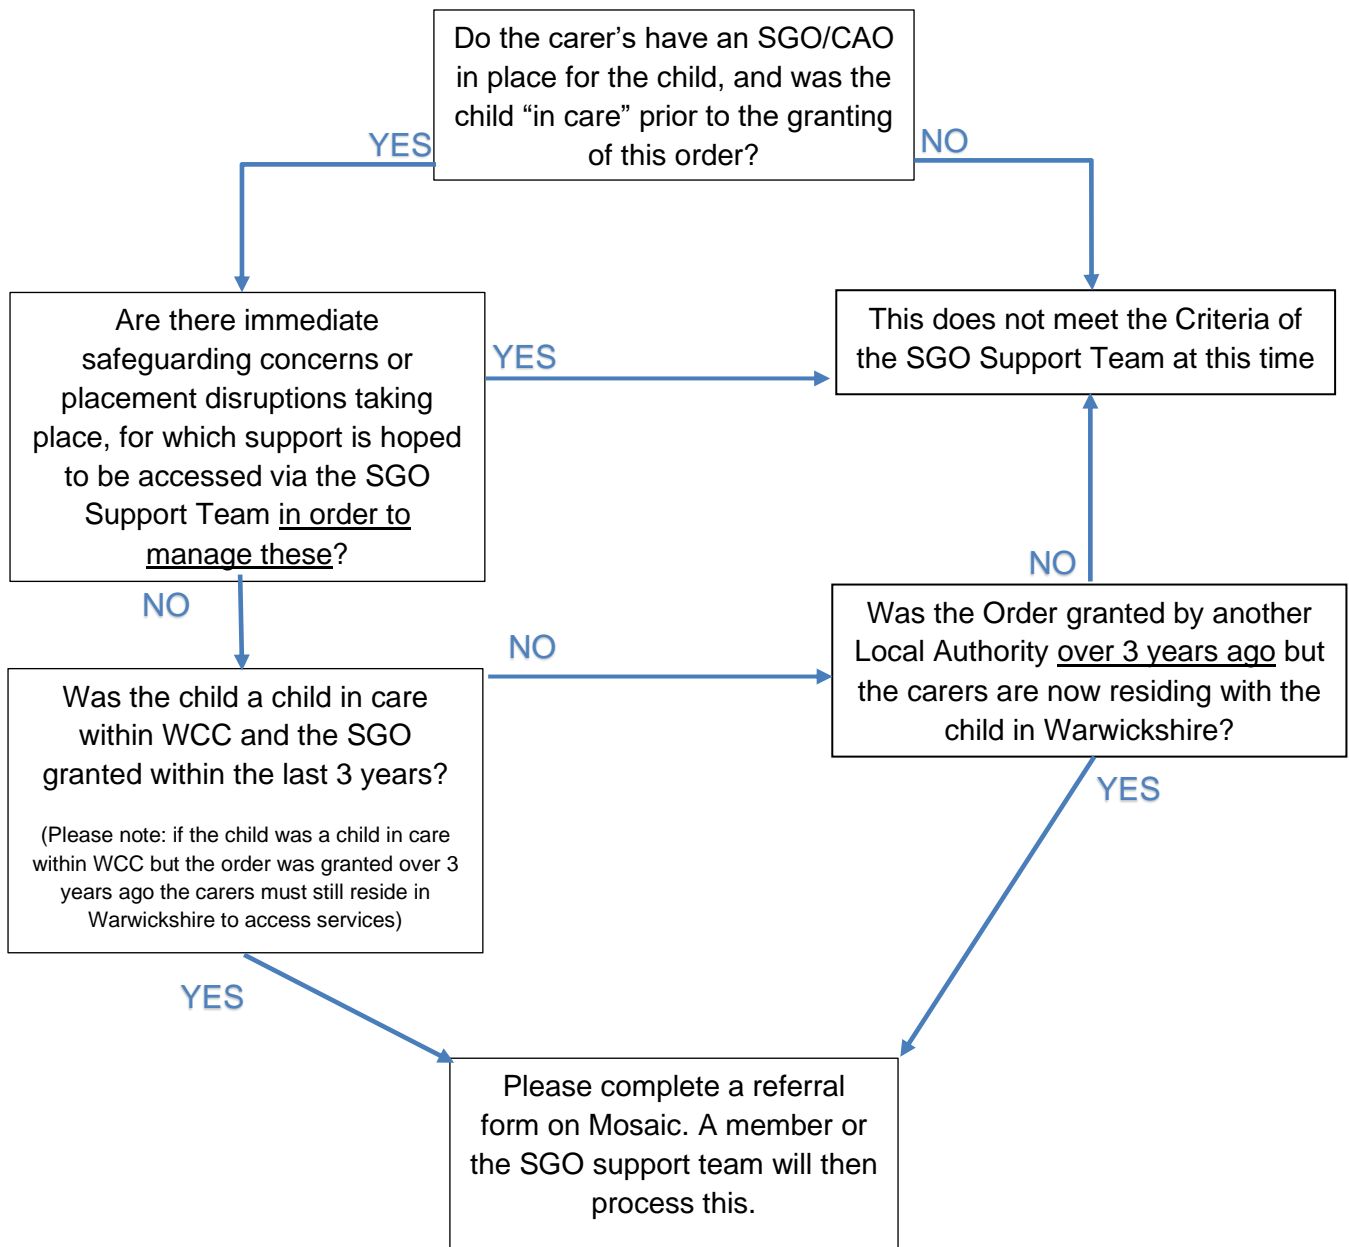 Do the carer's have an SGO/CAO
in place for the child, and was the
child “in care” prior to the granting
of this order?
YES
NO
Are there immediate
safeguarding concerns or
placement disruptions taking
place, for which support is hoped
to be accessed via the SGO
Support Team in order to
manage these?
YES
This does not meet the Criteria of
the SGO Support Team at this time
NO
NO
Was the child a child in care
within WCC and the SGO
granted within the last 3 years?
(Please note: if the child was a child in care
within WCC but the order was granted over 3
years ago the carers must still reside in
Warwickshire to access services)
NO
Was the Order granted by another
Local Authority over 3 years ago but
the carers are now residing with the
child in Warwickshire?
YES
YES
Please complete a referral
form on Mosaic. A member or
the SGO support team will then
process this.